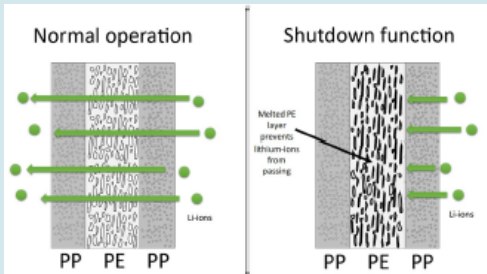 Normal operation
Li-ions
PP PE PP
Shutdown function
Melted PE
layer
prevents
lithium-ions
from
passing
Li-ions
PP PE PP